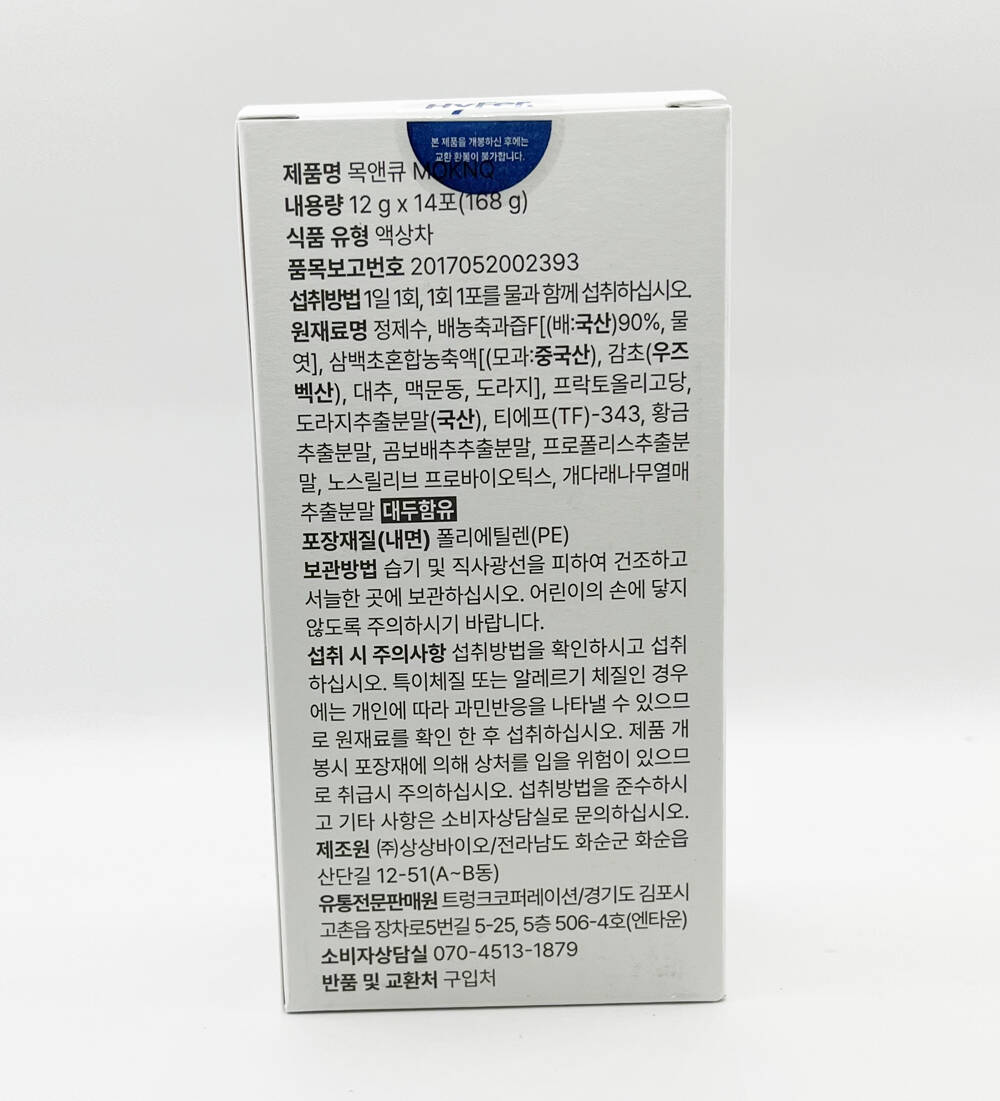 HyFer.
본 제품을 개봉하신 후에는
교환 환불이 불가합니다.
제품명 목앤큐 MOKNQ
내용량 12 g x 14포(168 g)
식품 유형 액상차
품목보고번호 2017052002393
섭취방법 1일 1회, 1회 1포를 물과 함께 섭취하십시오.
원재료명 정제수, 배농축과즙F[(배:국산)90%, 물
엿], 삼백초혼합농축액[(모과:중국산), 감초(우즈
벡산), 대추, 맥문동, 도라지], 프락토올리고당,
도라지추출분말(국산), 티에프(TF)-343, 황금
추출분말, 곰보배추추출분말, 프로폴리스추출분
말, 노스릴리브 프로바이오틱스, 개다래나무열매
추출분말 대두함유
포장재질(내면) 폴리에틸렌(PE)
보관방법 습기 및 직사광선을 피하여 건조하고
서늘한 곳에 보관하십시오. 어린이의 손에 닿지
않도록 주의하시기 바랍니다.
섭취 시 주의사항 섭취방법을 확인하시고 섭취
하십시오. 특이체질 또는 알레르기 체질인 경우
에는 개인에 따라 과민반응을 나타낼 수 있으므
로 원재료를 확인 한 후 섭취하십시오. 제품 개
봉시 포장재에 의해 상처를 입을 위험이 있으므
로 취급시 주의하십시오. 섭취방법을 준수하시
고 기타 사항은 소비자상담실로 문의하십시오.
제조원 ㈜상상바이오/전라남도 화순군 화순읍
산단길 12-51(A~B동)
유통전문판매원 트렁크코퍼레이션/경기도 김포시
고촌읍 장차로5번길 5-25, 5층 506-4호(엔타운)
소비자상담실 070-4513-1879
반품 및 교환처 구입처